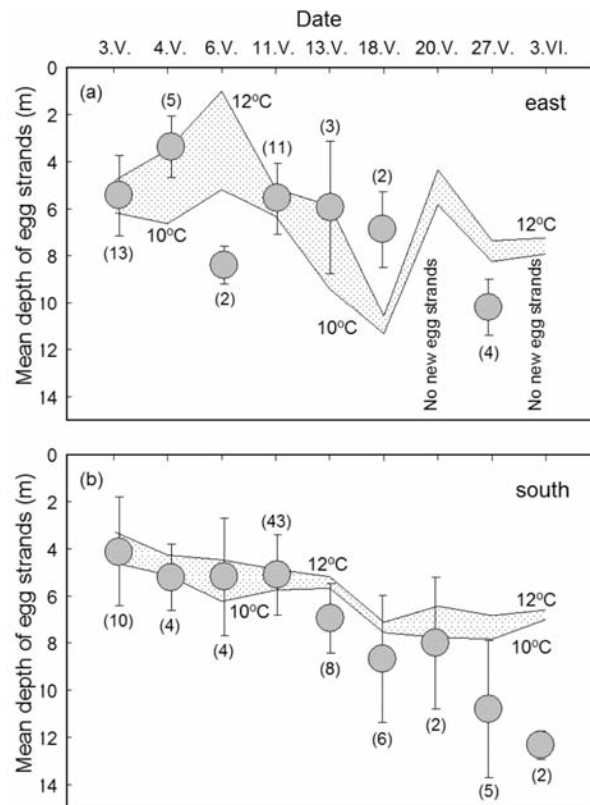 Date
3.V. 4.V. 6.V. 11.V. 13.V. 18.V. 20.V. 27.V. 3.VI.
Mean depth of egg strands (m)
0
2
4
6
8
10
12
14
(a)
east
(5)
12°C
(11)
(3)
(2)
(13)
10°C
(2)
10°C
12°C
(4)
No new egg strands
No new egg strands
Mean depth of egg strands (m)
0
2
4
6
8
10
12
14
(b)
south
(43)
12°C
(10)
(4)
(4)
10°C
(8)
(6)
(2)
12°C
10°C
(5)
(2)